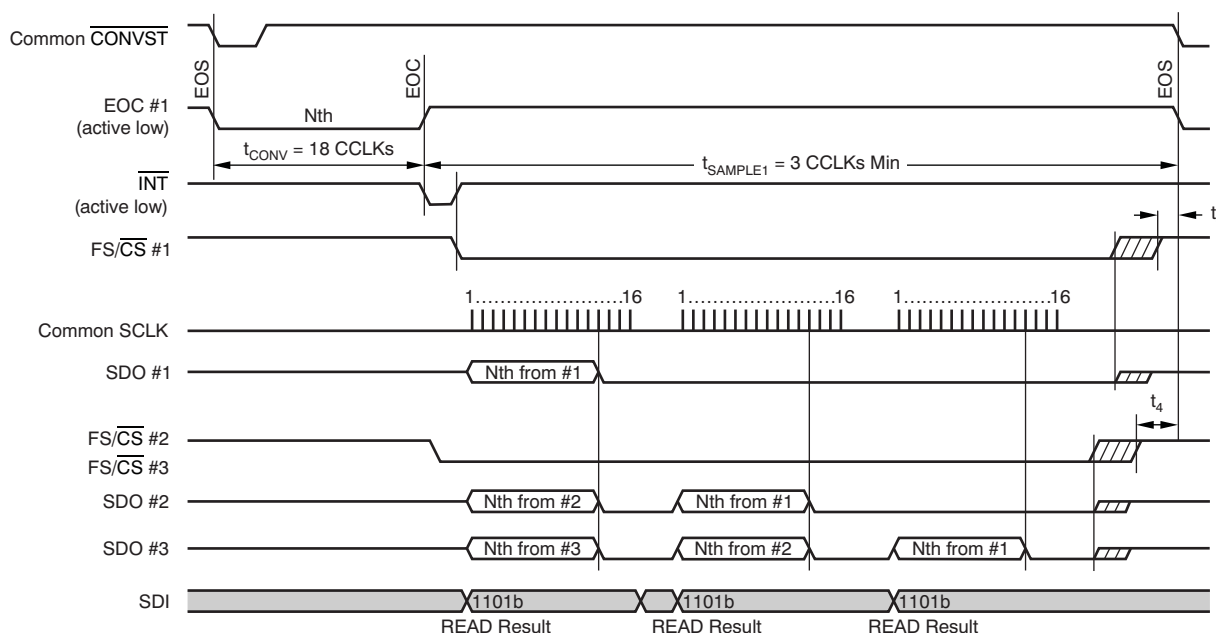 Common CONVST
EOS
EOC
EOS
EOC #1
(active low)
Nth
tCONV = 18 CCLKs
tSAMPLE1 = 3 CCLKs Min
INT
(active low)
t
FS/CS #1
1.......................16
1.......................16
1.......................16
Common SCLK
SDO #1
Nth from #1
t4
FS/CS #2
FS/CS #3
SDO #2
Nth from #2
Nth from #1
SDO #3
Nth from #3
Nth from #2
Nth from #1
SDI
1101b
1101b
1101b
READ Result
READ Result
READ Result